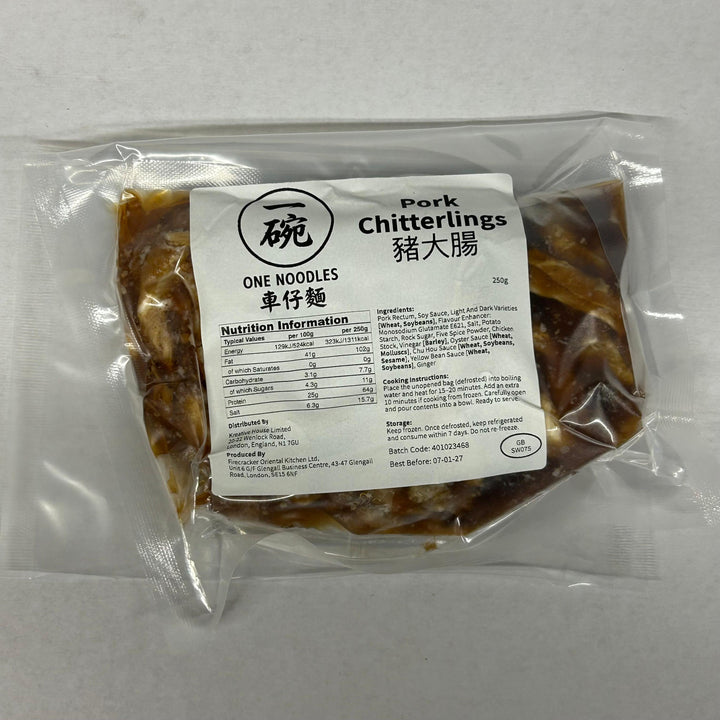 一
碗
ONE NOODLES
車仔麵
Pork
Chitterlings
豬大腸
250g
Nutrition Information
Typical Values per 100g per 250g
Energy 129kJ/524kcal 323kJ/1311kcal
Fat 41g 102g
of which Saturates 0g 0g
Carbohydrate 3.1g 7.7g
of which Sugars 4.3g 11g
Protein 25g 64g
Salt 6.3g 15.7g
Distributed By
Kreative House Limited
20-22 Wenlock Road,
London, England, N1 7GU
Produced By
Firecracker Oriental Kitchen Ltd,
Unit 6 G/F Glengall Business Centre, 43-47 Glengall
Road, London, SE15 6NF
Ingredients:
Pork Rectum, Soy Sauce, Light And Dark Varieties
[Wheat, Soybeans], Flavour Enhancer:
Monosodium Glutamate E621, Salt, Potato
Starch, Rock Sugar, Five Spice Powder, Chicken
Stock, Vinegar [Barley], Oyster Sauce [Wheat,
Molluscs], Chu Hou Sauce [Wheat, Soybeans,
Sesame], Yellow Bean Sauce [Wheat,
Soybeans], Ginger
Cooking Instructions:
Place the unopened bag (defrosted) into boiling
water and heat for 15-20 minutes. Add an extra
10 minutes if cooking from frozen. Carefully open
and pour contents into a bowl. Ready to serve.
Storage:
Keep frozen. Once defrosted, keep refrigerated
and consume within 7 days. Do not re-freeze.
Batch Code: 401023468
Best Before: 07-01-27
GB
SW075